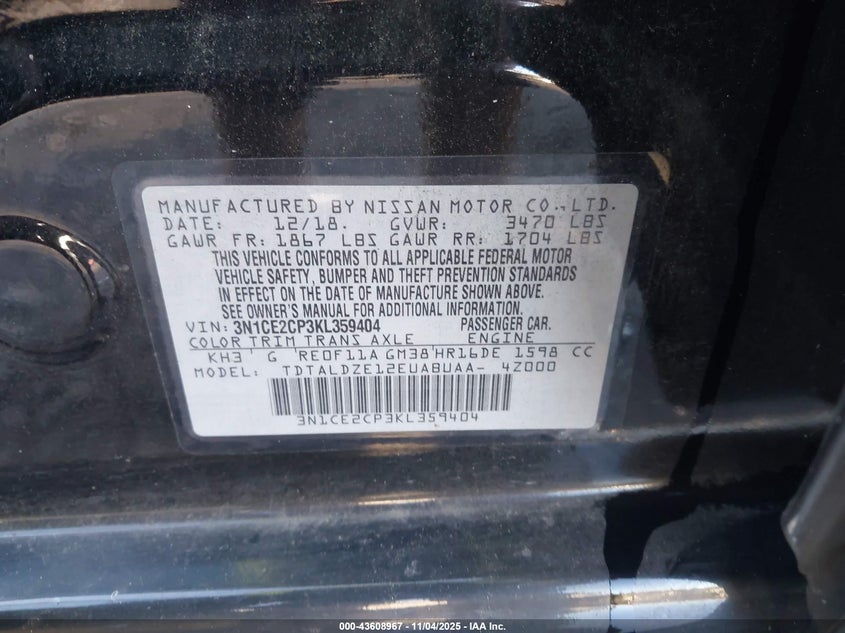 MANUFACTURED BY NISSAN MOTOR CO.,LTD.
DATE: 12/18. GVWR: 3470 LBS
GAWR FR: 1867 LBS GAWR RR: 1704 LBS
THIS VEHICLE CONFORMS TO ALL APPLICABLE FEDERAL MOTOR
VEHICLE SAFETY, BUMPER AND THEFT PREVENTION STANDARDS
IN EFFECT ON THE DATE OF MANUFACTURE SHOWN ABOVE.
SEE OWNER'S MANUAL FOR ADDITIONAL INFORMATION.
VIN: 3N1CE2CP3KL359404 PASSENGER CAR.
COLOR TRIM TRANS AXLE ENGINE
KH3 G RE0F11A GM38 HR16DE 1598 CC
MODEL: TDTALDZE12EUABUAA- 4Z000
3N1CE2CP3KL359404
000-43608967 - 11/04/2025 - IAA Inc.